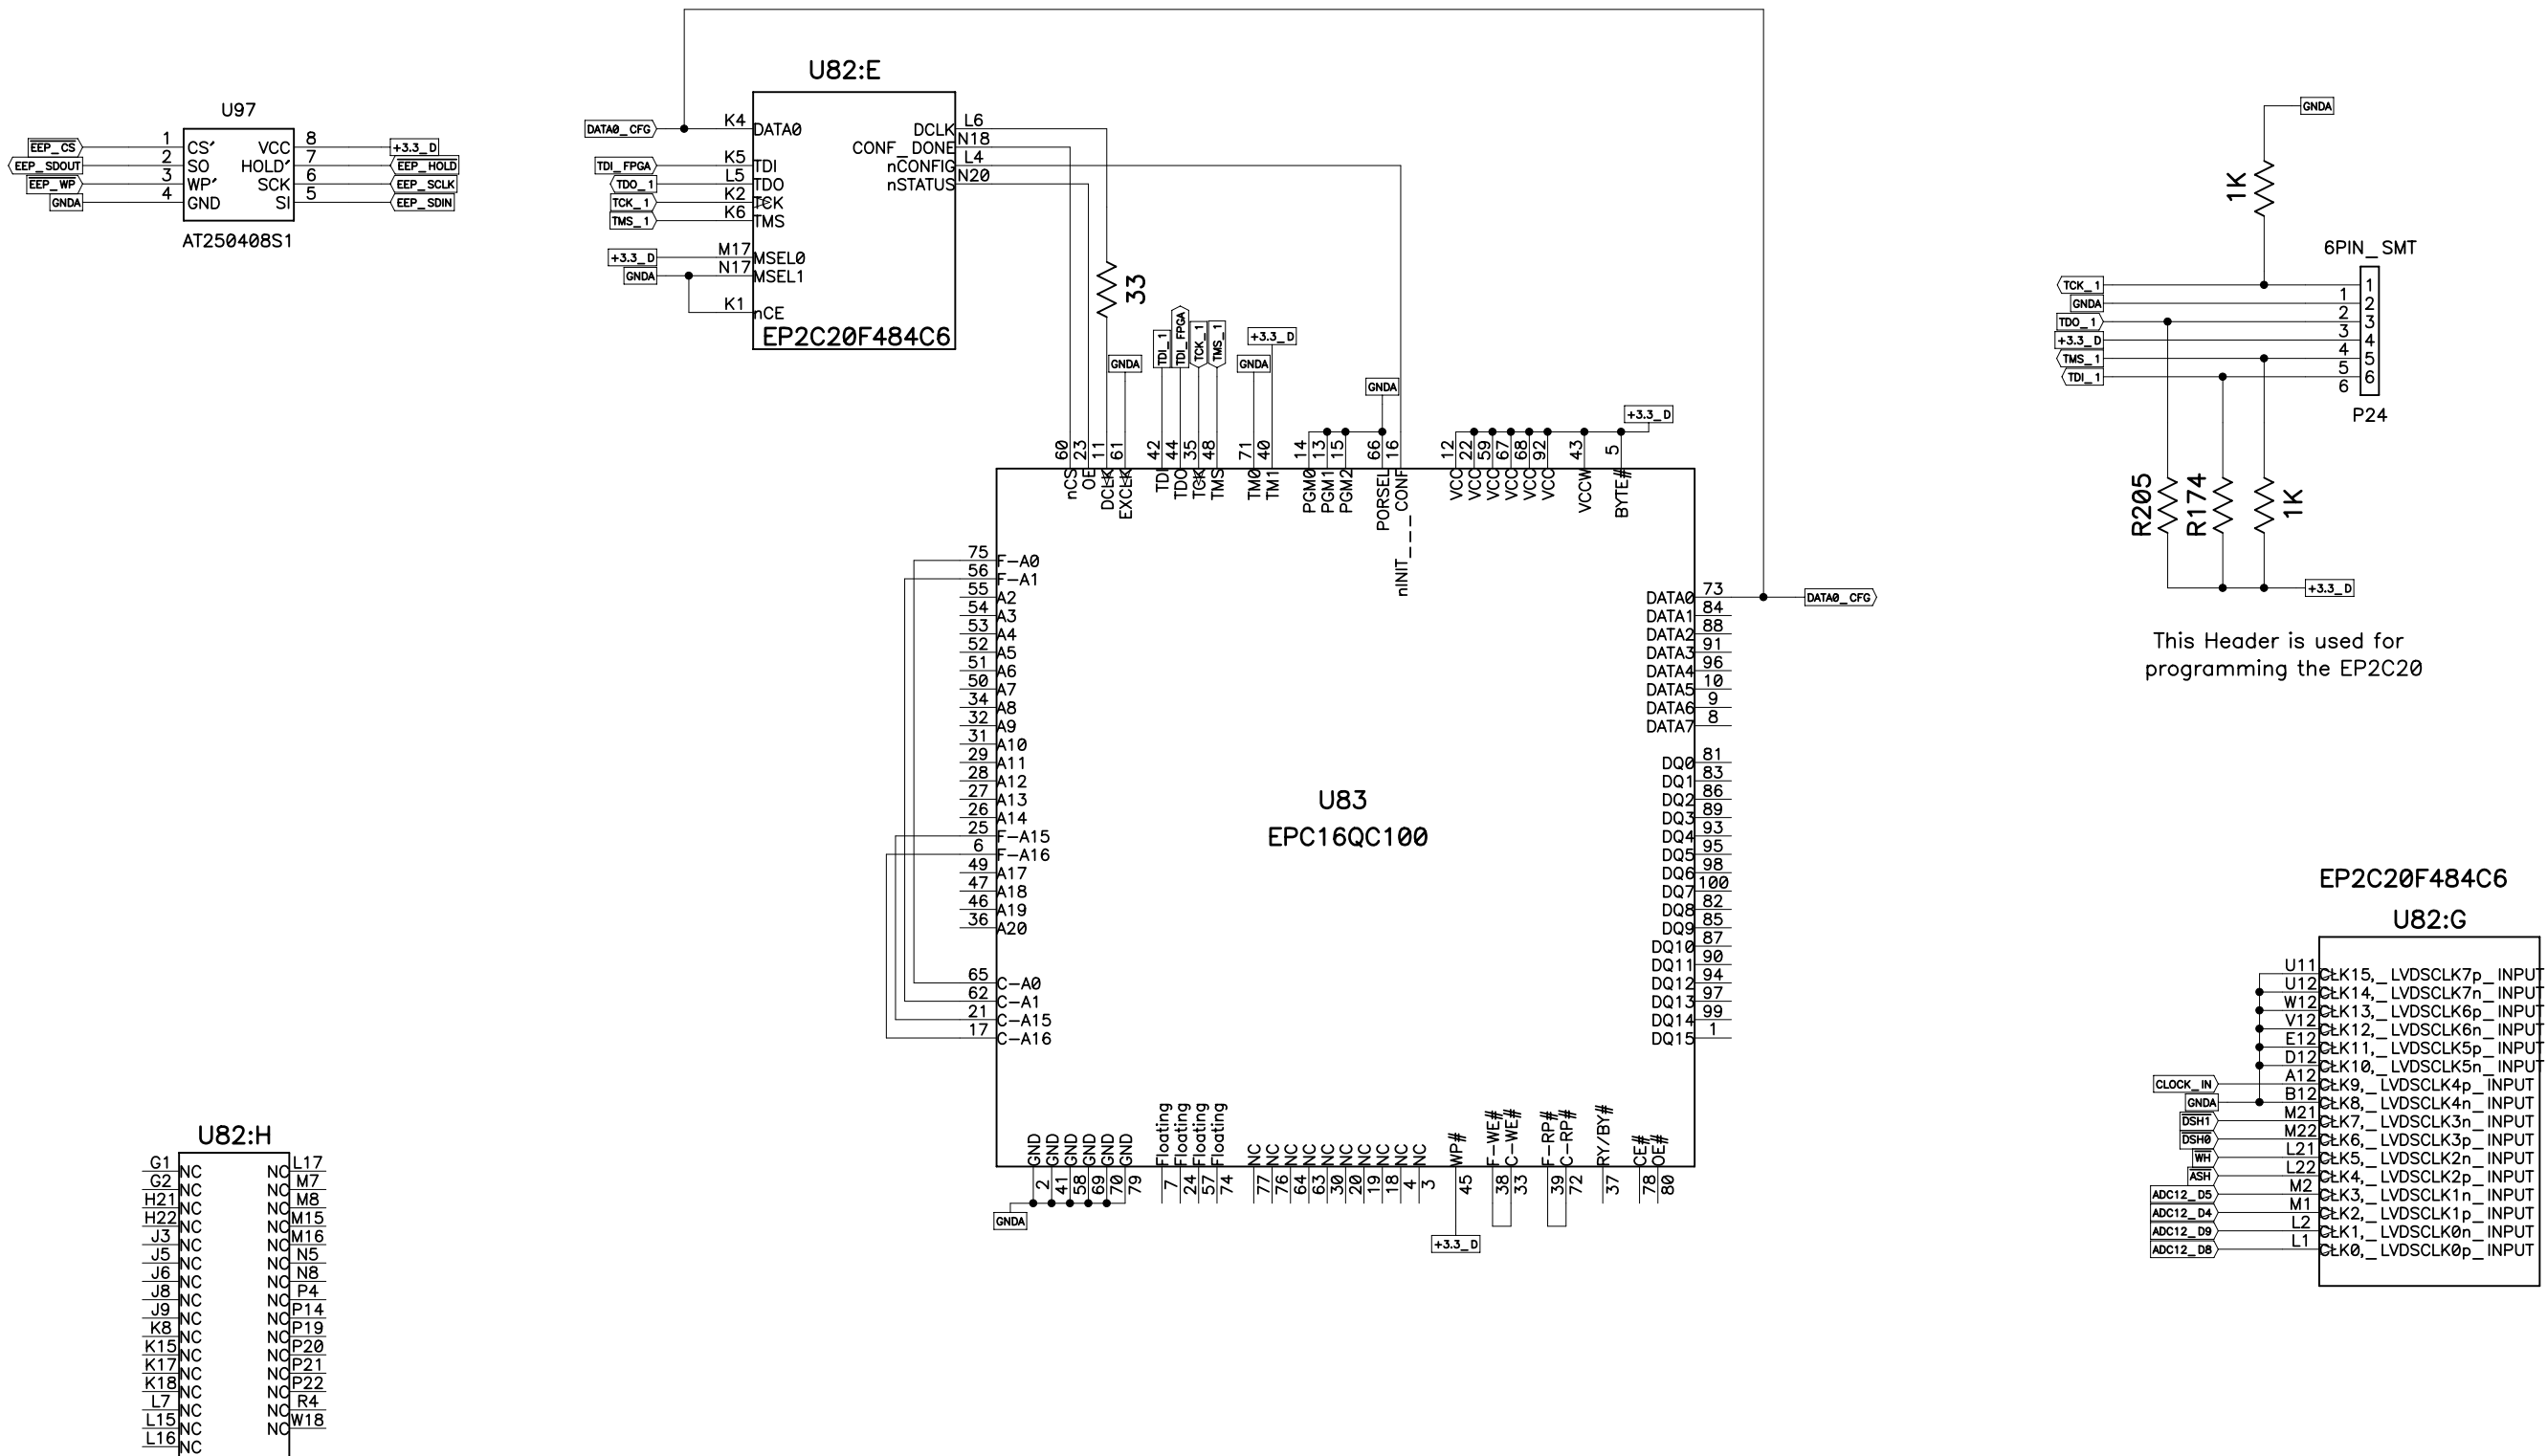 U97
EEP_CS 1 CS' VCC 8 +3.3_D
EEP_SDOUT 2 SO HOLD' 7 EEP_HOLD
EEP_WP 3 WP' SCK 6 EEP_SCLK
GNDA 4 GND SI 5 EEP_SDIN
AT250408S1
U82:E
DATA0_CFG K4 DATA0 DCLK L6
CONF_DONE N18
TDI_FPGA K5 TDI nCONFIG L4
TDO_1 L5 TDO nSTATUS N20
TCK_1 K2 TCK
TMS_1 K6 TMS
+3.3_D M17 MSEL0
GNDA N17 MSEL1
K1 nCE
EP2C20F484C6
33
GNDA
TDI_1
TDI_FPGA
TCK_1
TMS_1
GNDA
+3.3_D
GNDA
+3.3_D
60 nCS
23 OE
11 DCLK
61 EXCLK
42 TDI
44 TDO
35 TCK
48 TMS
71 TM0
40 TM1
14 PGM0
13 PGM1
15 PGM2
66 PORSEL
16 nINIT___CONF
12 VCC
22 VCC
59 VCC
67 VCC
68 VCC
92 VCC
43 VCCW
5 BYTE#
75 F-A0
56 F-A1
55 A2
54 A3
53 A4
52 A5
51 A6
50 A7
34 A8
32 A9
31 A10
29 A11
28 A12
27 A13
26 A14
25 F-A15
6 F-A16
49 A17
47 A18
46 A19
36 A20
65 C-A0
62 C-A1
21 C-A15
17 C-A16
U83
EPC16QC100
DATA0 73 DATA0_CFG
DATA1 84
DATA2 88
DATA3 91
DATA4 96
DATA5 10
DATA6 9
DATA7 8
DQ0 81
DQ1 83
DQ2 86
DQ3 89
DQ4 93
DQ5 95
DQ6 98
DQ7 100
DQ8 82
DQ9 85
DQ10 87
DQ11 90
DQ12 94
DQ13 97
DQ14 99
DQ15 1
GND 2
GND 41
GND 58
GND 69
GND 70
GND 79
GNDA
Floating 7
Floating 24
Floating 57
Floating 74
NC 77
NC 76
NC 64
NC 63
NC 30
NC 20
NC 19
NC 18
NC 4
NC 3
WP# 45
+3.3_D
F-WE# 38
C-WE# 33
F-RP# 39
C-RP# 72
RY/BY# 37
CE# 78
OE# 80
GNDA
1K
6PIN_SMT
TCK_1 1
GNDA 1 2
TDO_1 2 3
+3.3_D 3 4
TMS_1 4 5
TDI_1 5 6
6
P24
R205
R174
1K
+3.3_D
This Header is used for
programming the EP2C20
EP2C20F484C6
U82:G
U11 CLK15,_LVDSCLK7p_INPUT
U12 CLK14,_LVDSCLK7n_INPUT
W12 CLK13,_LVDSCLK6p_INPUT
V12 CLK12,_LVDSCLK6n_INPUT
E12 CLK11,_LVDSCLK5p_INPUT
D12 CLK10,_LVDSCLK5n_INPUT
CLOCK_IN A12 CLK9,_LVDSCLK4p_INPUT
GNDA B12 CLK8,_LVDSCLK4n_INPUT
DSH1 M21 CLK7,_LVDSCLK3n_INPUT
DSH0 M22 CLK6,_LVDSCLK3p_INPUT
WH L21 CLK5,_LVDSCLK2n_INPUT
ASH L22 CLK4,_LVDSCLK2p_INPUT
ADC12_D5 M2 CLK3,_LVDSCLK1n_INPUT
ADC12_D4 M1 CLK2,_LVDSCLK1p_INPUT
ADC12_D9 L2 CLK1,_LVDSCLK0n_INPUT
ADC12_D8 L1 CLK0,_LVDSCLK0p_INPUT
U82:H
G1 NC NC L17
G2 NC NC M7
H21 NC NC M8
H22 NC NC M15
J3 NC NC M16
J5 NC NC N5
J6 NC NC N8
J8 NC NC P4
J9 NC NC P14
K8 NC NC P19
K15 NC NC P20
K17 NC NC P21
K18 NC NC P22
L7 NC NC R4
L15 NC NC W18
L16 NC